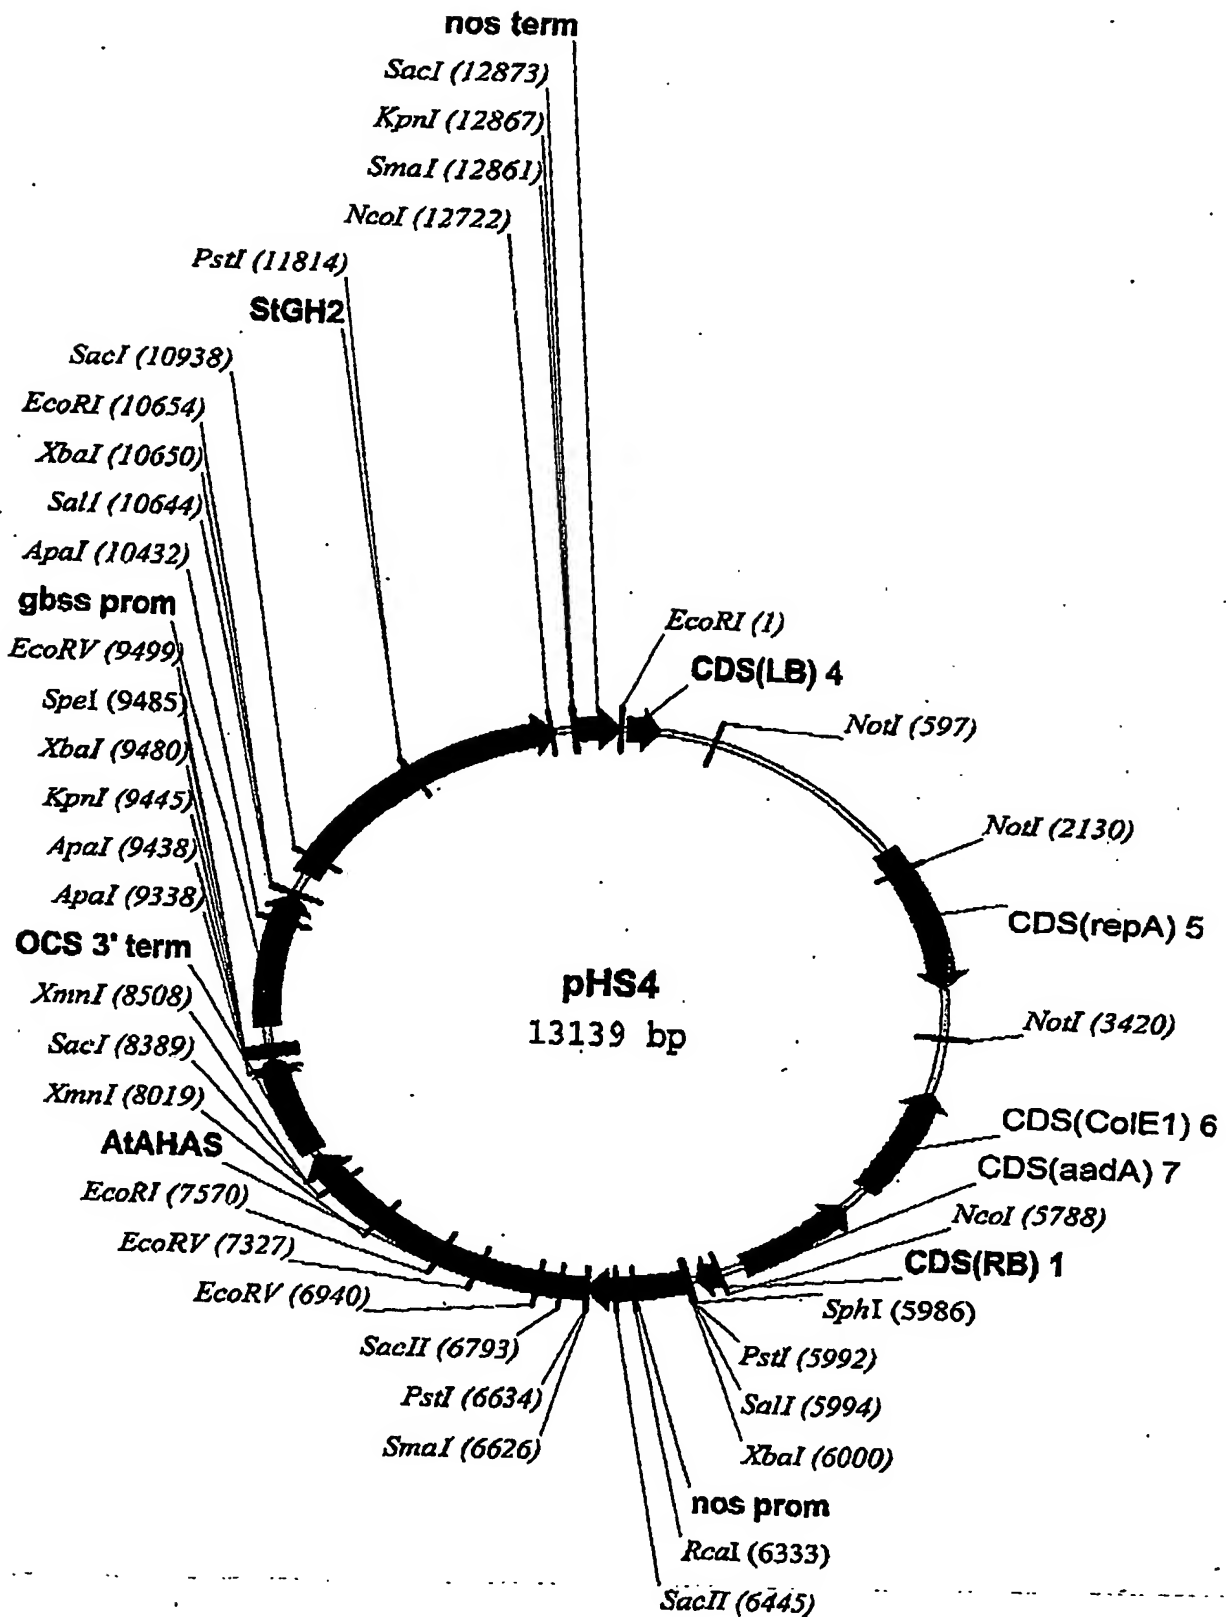 nos term
SacI (12873)
KpnI (12867)
SmaI (12861)
NcoI (12722)
PstI (11814)
StGH2
SacI (10938)
EcoRI (10654)
XbaI (10650)
SalI (10644)
ApaI (10432)
gbss prom
EcoRV (9499)
SpeI (9485)
XbaI (9480)
KpnI (9445)
ApaI (9438)
ApaI (9338)
OCS 3' term
XmnI (8508)
SacI (8389)
XmnI (8019)
AtAHAS
EcoRI (7570)
EcoRV (7327)
EcoRV (6940)
SacII (6793)
PstI (6634)
SmaI (6626)
EcoRI (1)
CDS(LB) 4
NotI (597)
NotI (2130)
CDS(repA) 5
pHS4
13139 bp
NotI (3420)
CDS(ColE1) 6
CDS(aadA) 7
NcoI (5788)
CDS(RB) 1
SphI (5986)
PstI (5992)
SalI (5994)
XbaI (6000)
nos prom
RcaI (6333)
SacII (6445)